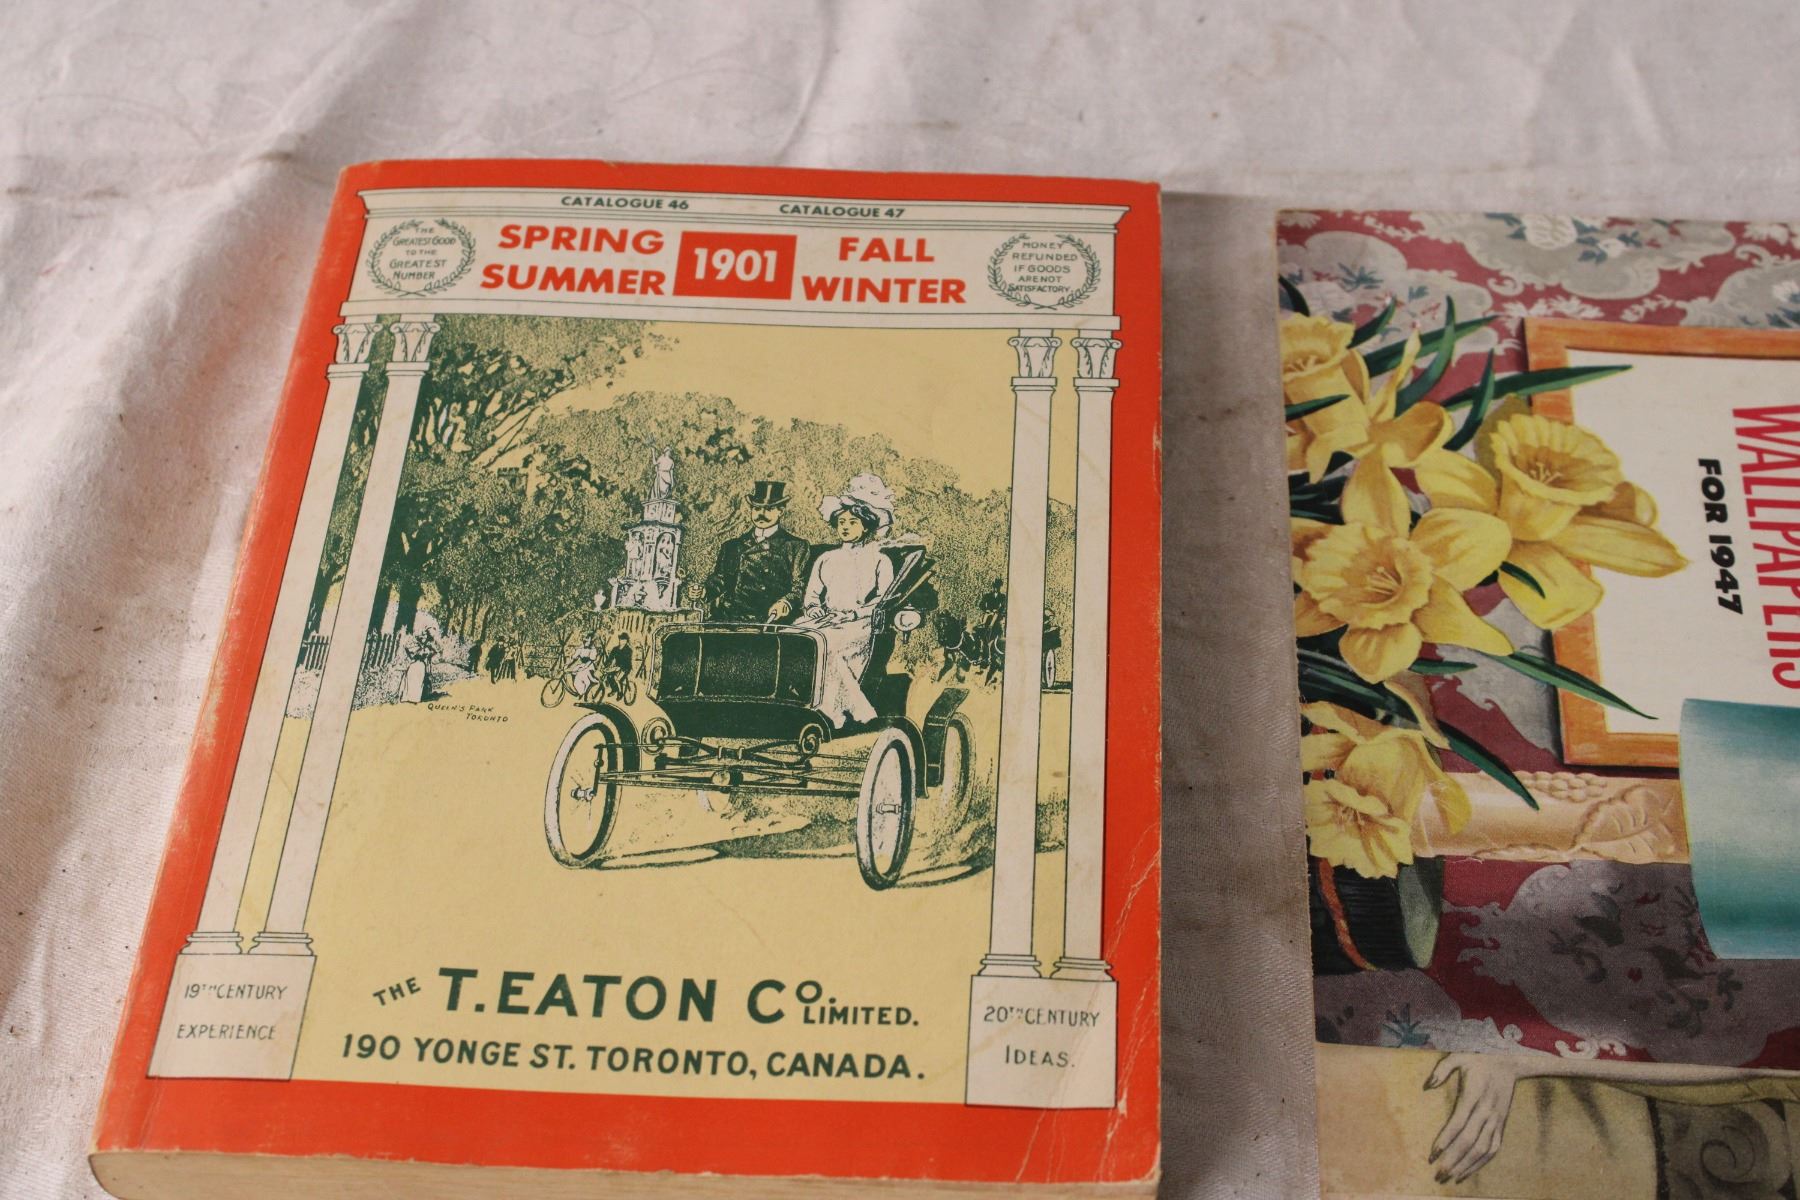 CATALOGUE 46
CATALOGUE 47
THE
GREATEST GOOD
TO THE
GREATEST
NUMBER
SPRING
SUMMER
1901
FALL
WINTER
MONEY
REFUNDED
IF GOODS
ARE NOT
SATISFACTORY.
QUEEN'S PARK
TORONTO
THE T. EATON Co. LIMITED.
190 YONGE ST. TORONTO, CANADA.
19TH CENTURY
EXPERIENCE
20TH CENTURY
IDEAS.
WALLPAPERS
FOR 1947